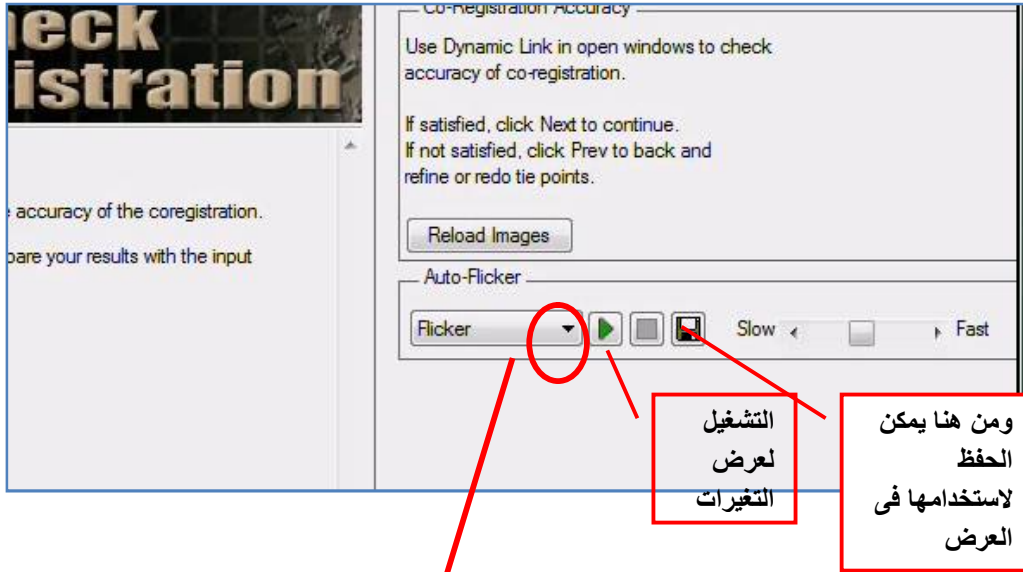 eck
istration
accuracy of the coregistration.
pare your results with the input
Co-Registration Accuracy
Use Dynamic Link in open windows to check
accuracy of co-registration.
If satisfied, click Next to continue.
If not satisfied, click Prev to back and
refine or redo tie points.
Reload Images
Auto-Flicker
Flicker Slow Fast
التشغيل
لعرض
التغيرات
ومن هنا يمكن
الحفظ
لاستخدامها فى
العرض